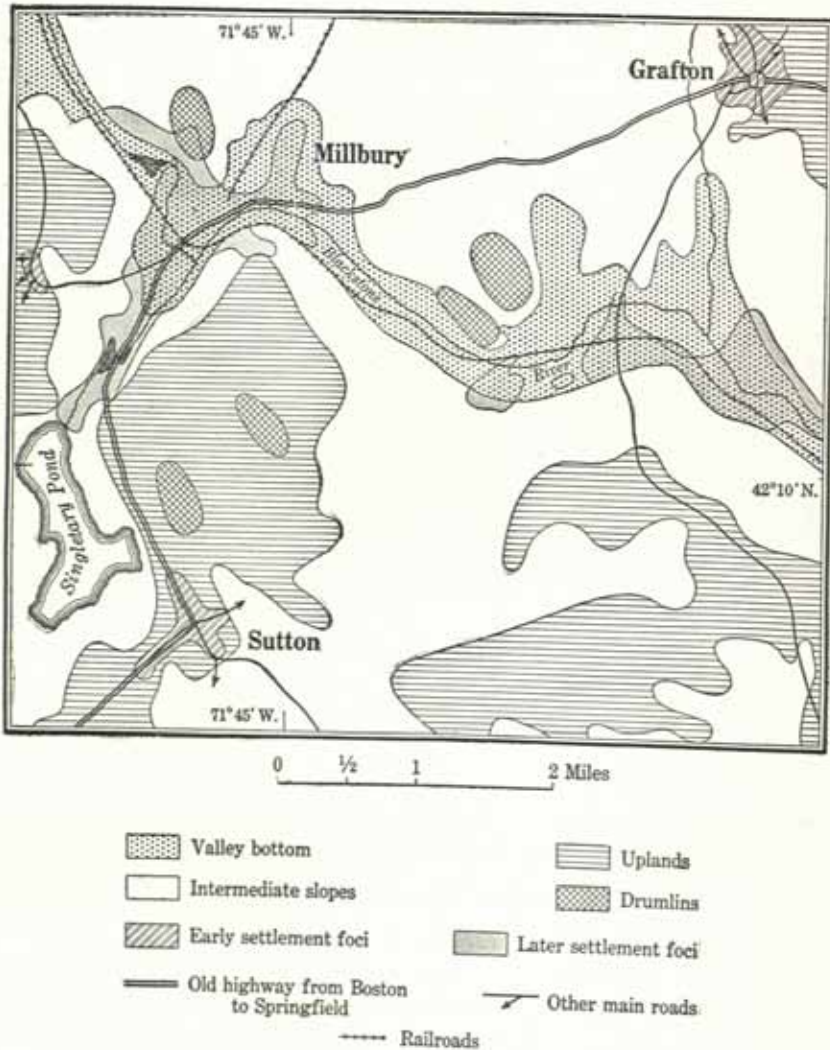 71°45' W.
Grafton
Millbury
Blackstone
River
42°10' N.
Singletary Pond
Sutton
71°45' W.
0 ½ 1 2 Miles
Valley bottom
Uplands
Intermediate slopes
Drumlins
Early settlement foci
Later settlement foci
Old highway from Boston
to Springfield
Other main roads
Railroads